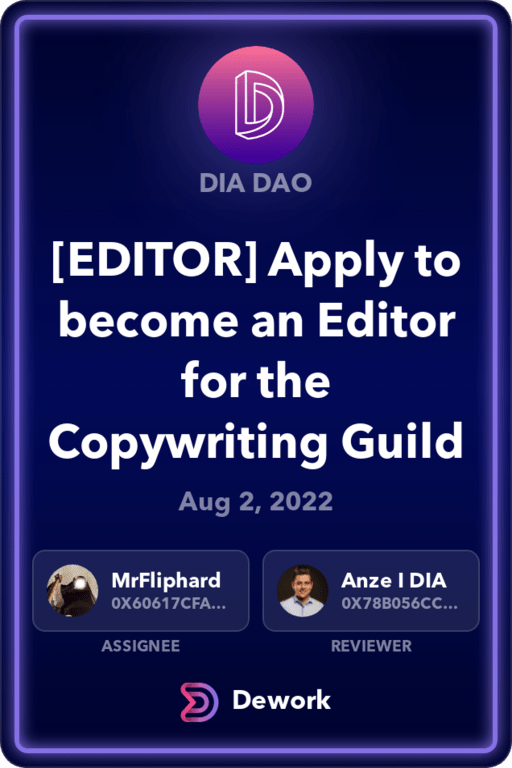 DIA DAO
[EDITOR] Apply to
become an Editor
for the
Copywriting Guild
Aug 2, 2022
MrFliphard
0X60617CFA...
Anze I DIA
0X78B056CC...
ASSIGNEE
REVIEWER
Dework